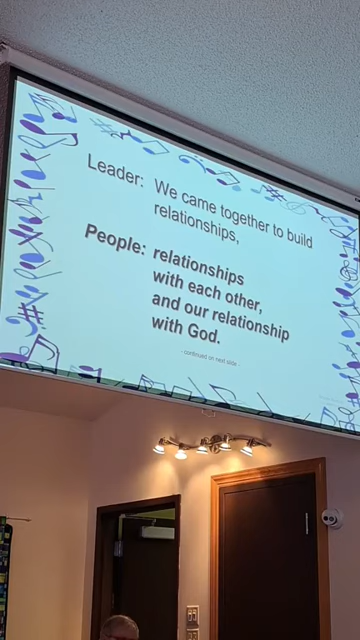 Leader: We came together to build
relationships,
People: relationships
with each other,
and our relationship
with God.
- continued on next slide -